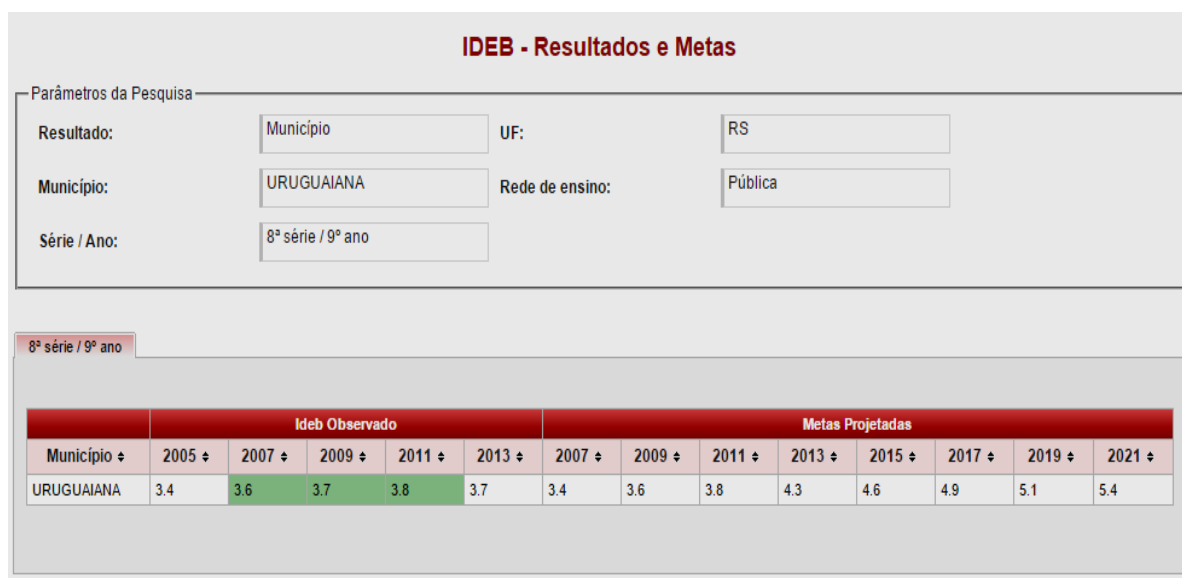 IDEB - Resultados e Metas
Parâmetros da Pesquisa
Resultado: Município UF: RS
Município: URUGUAIANA Rede de ensino: Pública
Série / Ano: 8ª série / 9º ano
8ª série / 9º ano
Ideb Observado Metas Projetadas
Município 2005 2007 2009 2011 2013 2007 2009 2011 2013 2015 2017 2019 2021
URUGUAIANA 3.4 3.6 3.7 3.8 3.7 3.4 3.6 3.8 4.3 4.6 4.9 5.1 5.4